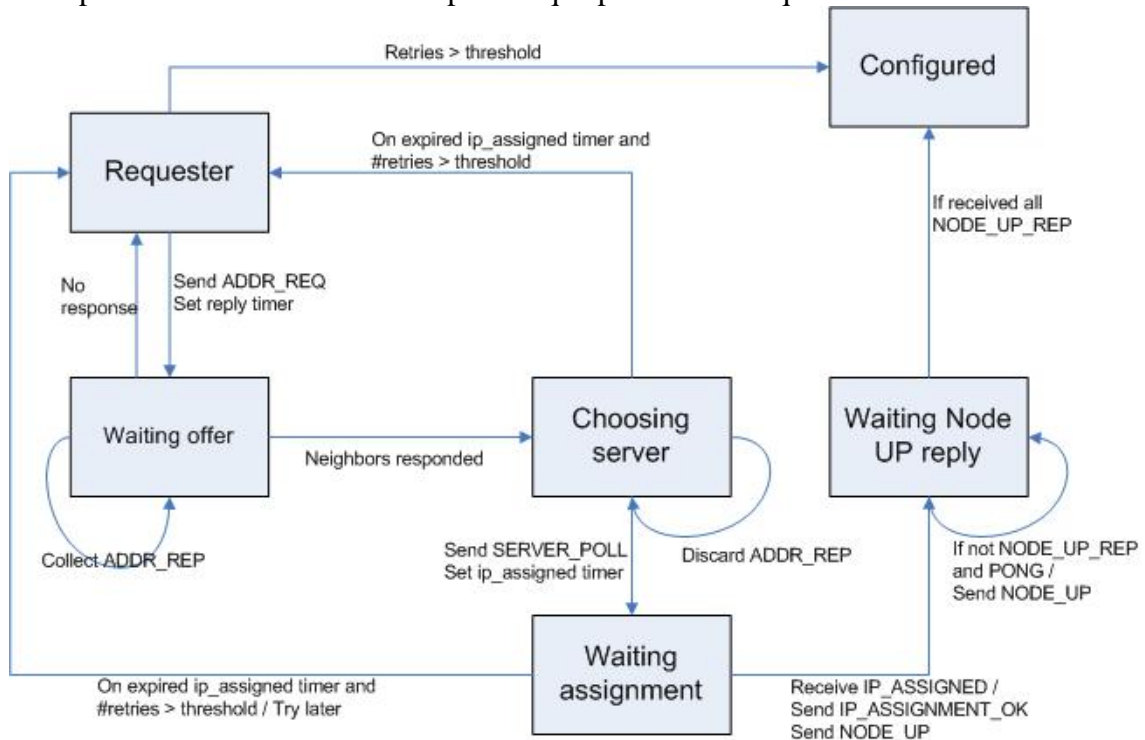 Configured
Retries > threshold
On expired ip_assigned timer and
#retries > threshold
Requester
If received all
NODE_UP_REP
No
response
Send ADDR_REQ
Set reply timer
Waiting offer
Choosing
server
Waiting Node
UP reply
Neighbors responded
Collect ADDR_REP
Send SERVER_POLL
Set ip_assigned timer
Discard ADDR_REP
If not NODE_UP_REP
and PONG /
Send NODE_UP
Waiting
assignment
On expired ip_assigned timer and
#retries > threshold / Try later
Receive IP_ASSIGNED /
Send IP_ASSIGNMENT_OK
Send NODE_UP